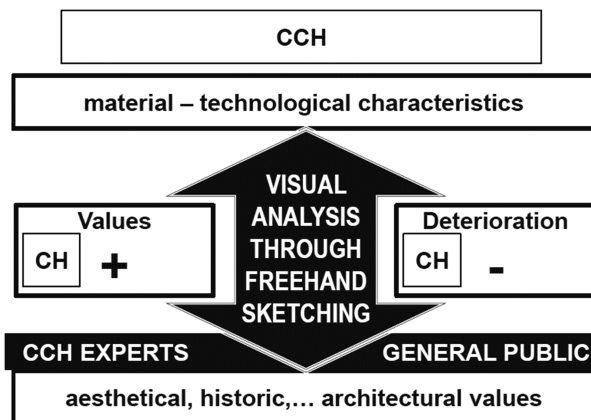 CCH
material – technological characteristics
VISUAL
ANALYSIS
THROUGH
FREEHAND
SKETCHING
Values
CH +
Deterioration
CH -
CCH EXPERTS
GENERAL PUBLIC
aesthetical, historic,... architectural values